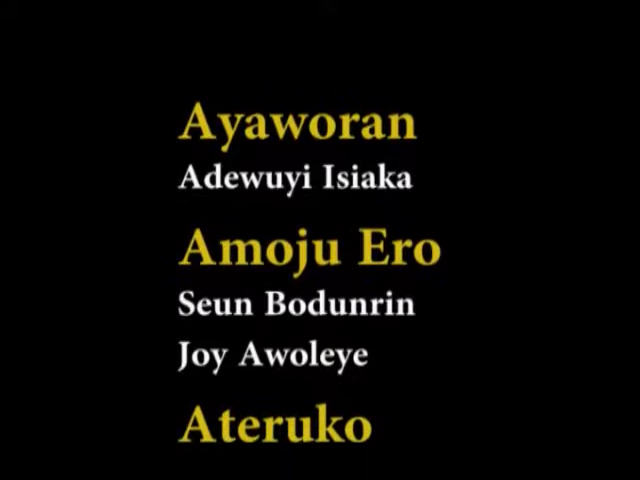 Ayaworan
Adewuyi Isiaka
Amoju Ero
Seun Bodunrin
Joy Awoleye
Ateruko